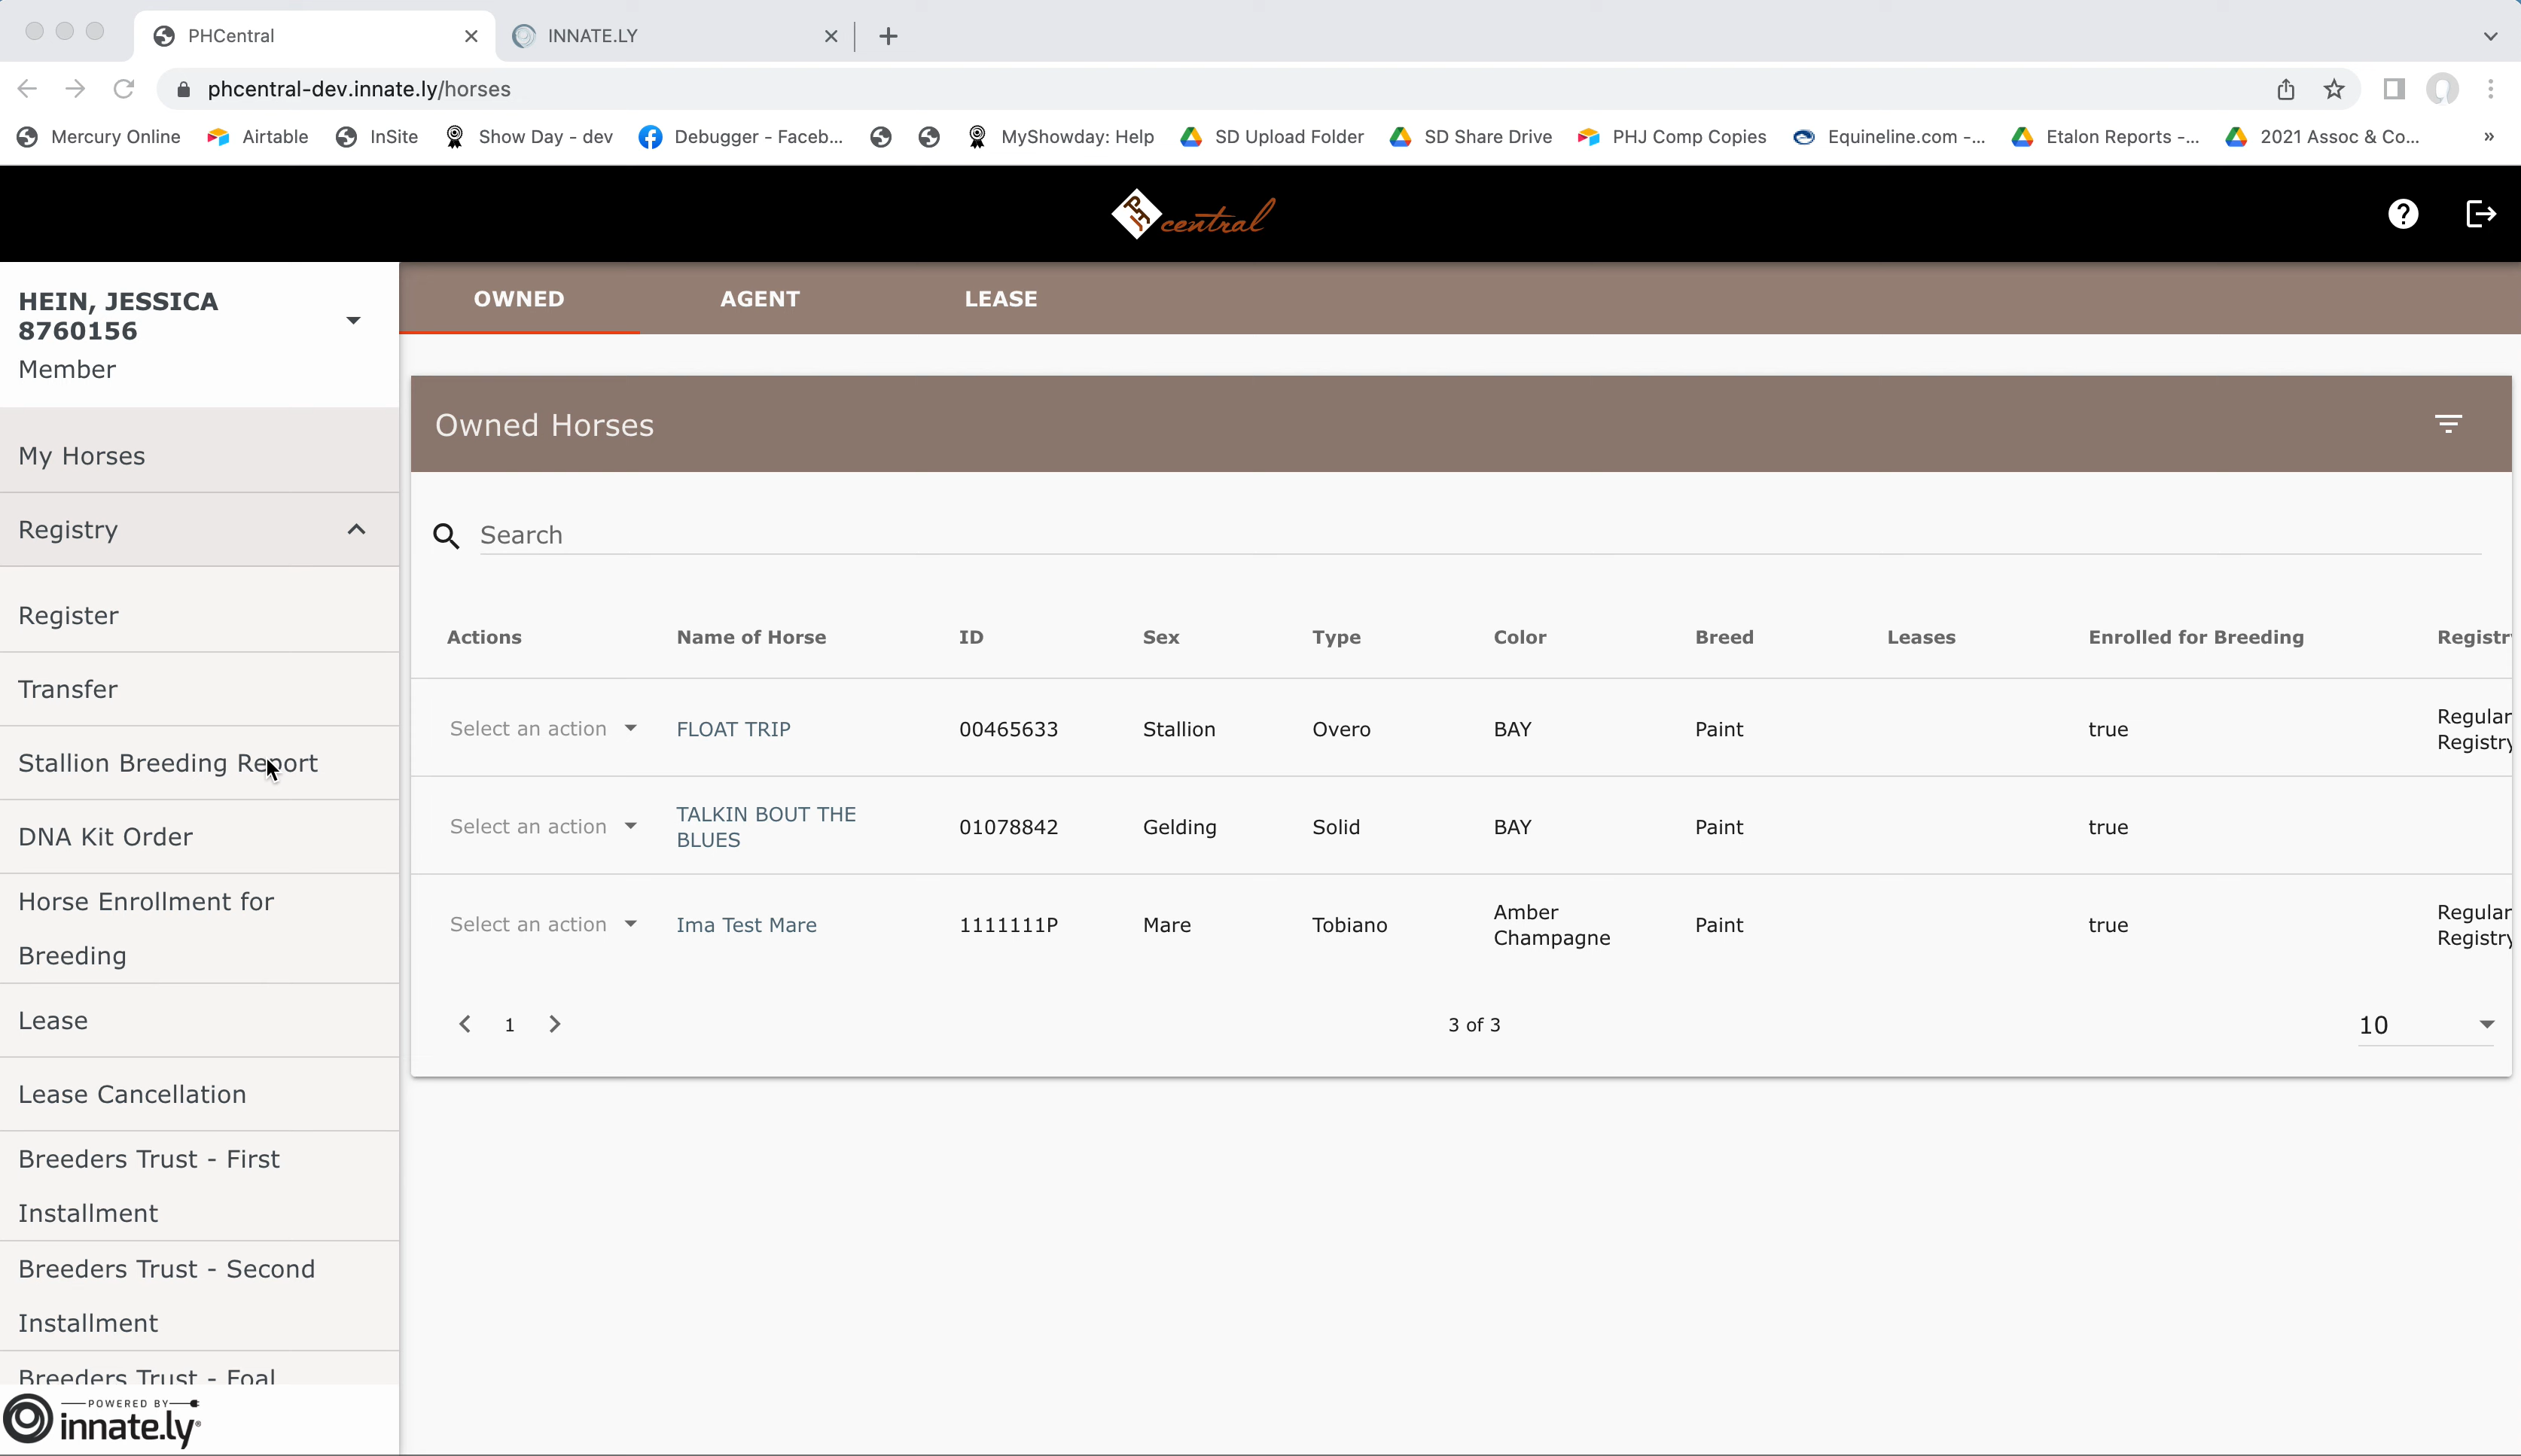 PHCentral
INNATE.LY
phcentral-dev.innate.ly/horses
Mercury Online
Airtable
InSite
Show Day - dev
Debugger - Faceb...
MyShowday: Help
SD Upload Folder
SD Share Drive
PHJ Comp Copies
Equineline.com -...
Etalon Reports -...
2021 Assoc & Co...
»
PH central
?
HEIN, JESSICA
8760156
Member
My Horses
Registry
Register
Transfer
Stallion Breeding Report
DNA Kit Order
Horse Enrollment for
Breeding
Lease
Lease Cancellation
Breeders Trust - First
Installment
Breeders Trust - Second
Installment
Breeders Trust - Foal
POWERED BY
innate.ly®
OWNED AGENT LEASE
Owned Horses
Search
Actions Name of Horse ID Sex Type Color Breed Leases Enrolled for Breeding Registr
Select an action FLOAT TRIP 00465633 Stallion Overo BAY Paint true Regular
Registry
Select an action TALKIN BOUT THE
BLUES 01078842 Gelding Solid BAY Paint true
Select an action Ima Test Mare 1111111P Mare Tobiano Amber
Champagne Paint true Regular
Registry
1
3 of 3
10